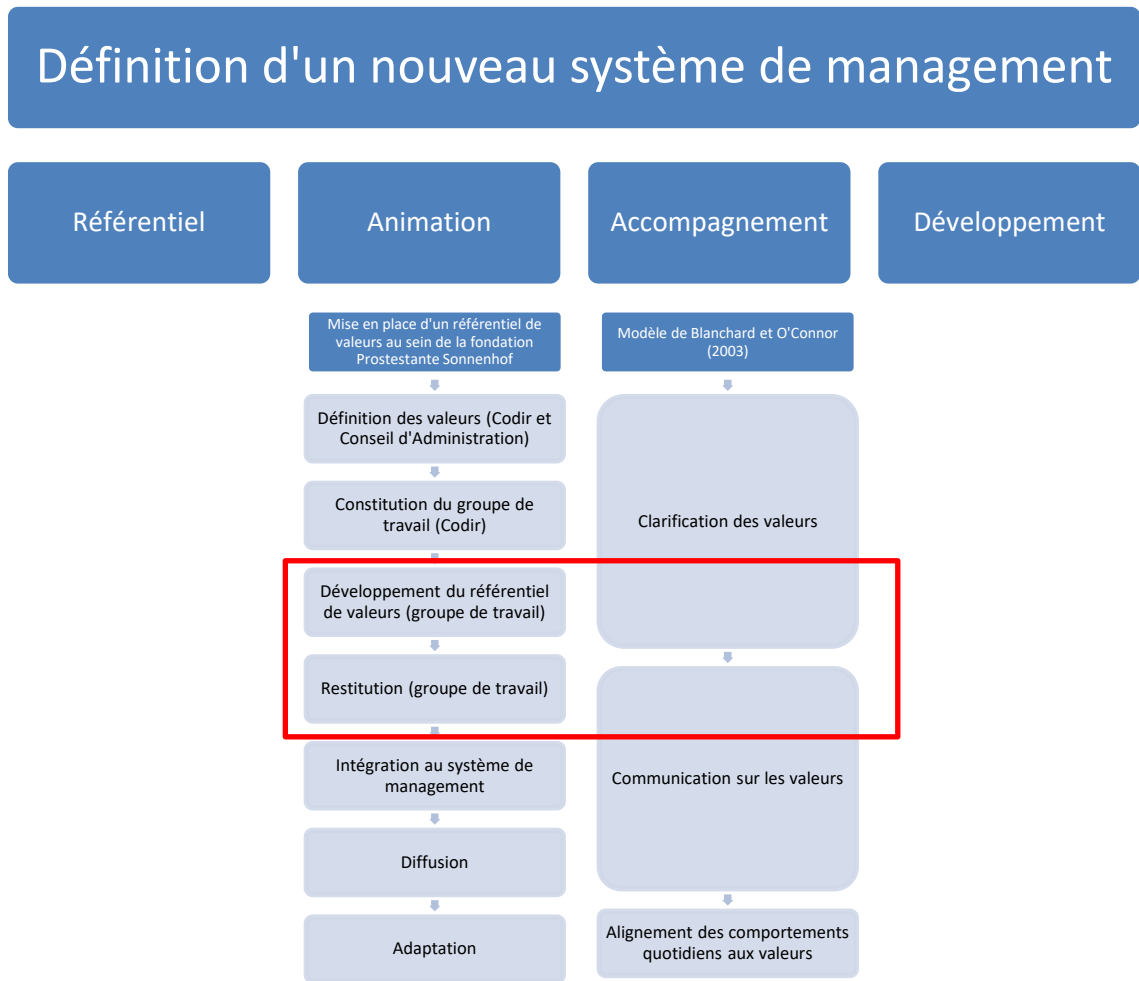 Définition d'un nouveau système de management
Référentiel
Animation
Accompagnement
Développement
Mise en place d'un référentiel de
valeurs au sein de la fondation
Prostestante Sonnenhof
Définition des valeurs (Codir et
Conseil d'Administration)
Constitution du groupe de
travail (Codir)
Développement du référentiel
de valeurs (groupe de travail)
Restitution (groupe de travail)
Intégration au système de
management
Diffusion
Adaptation
Modèle de Blanchard et O'Connor
(2003)
Clarification des valeurs
Communication sur les valeurs
Alignement des comportements
quotidiens aux valeurs